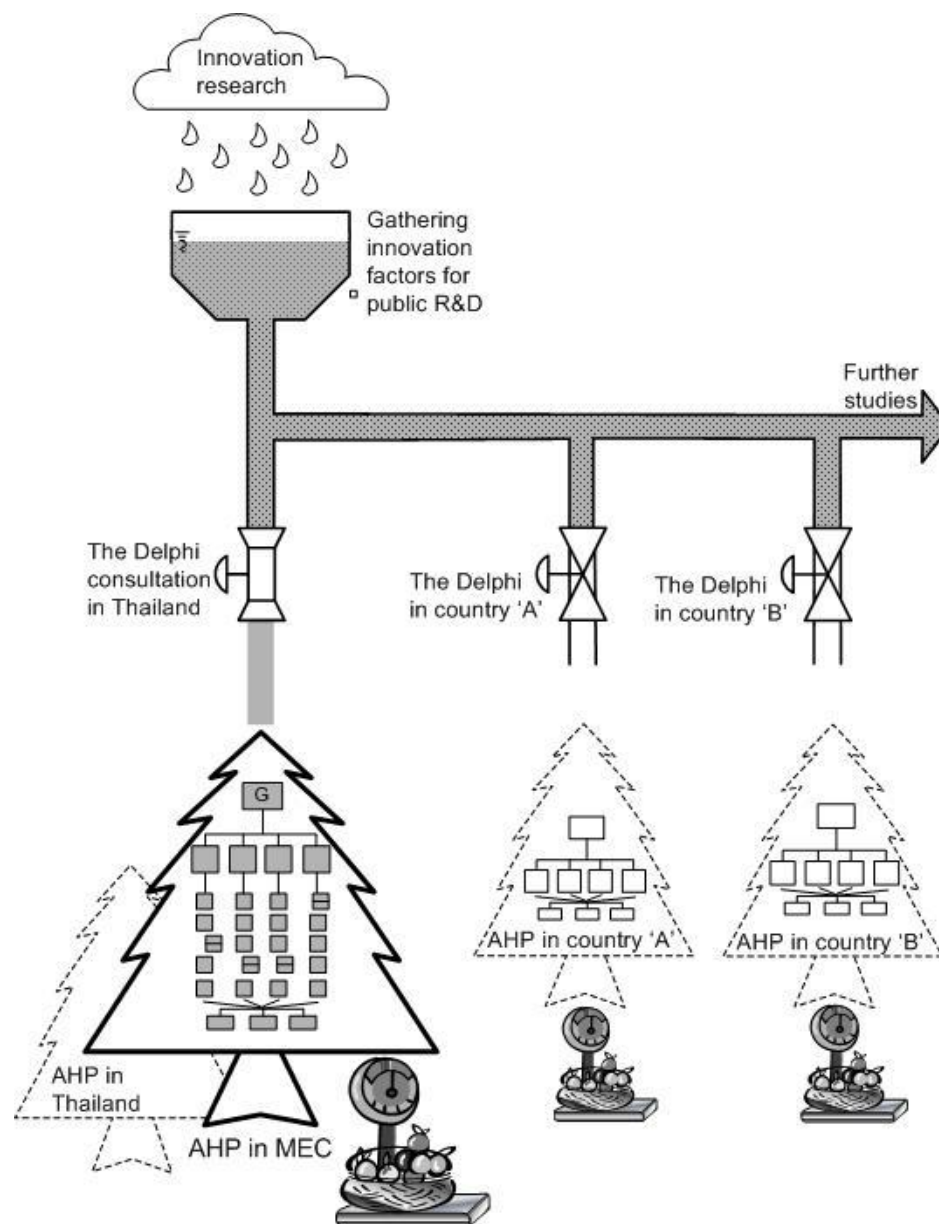 Innovation
research
Gathering
innovation
factors for
public R&D
Further
studies
The Delphi
consultation
in Thailand
The Delphi
in country ‘A’
The Delphi
in country ‘B’
G
AHP in country ‘A’
AHP in country ‘B’
AHP in
Thailand
AHP in MEC